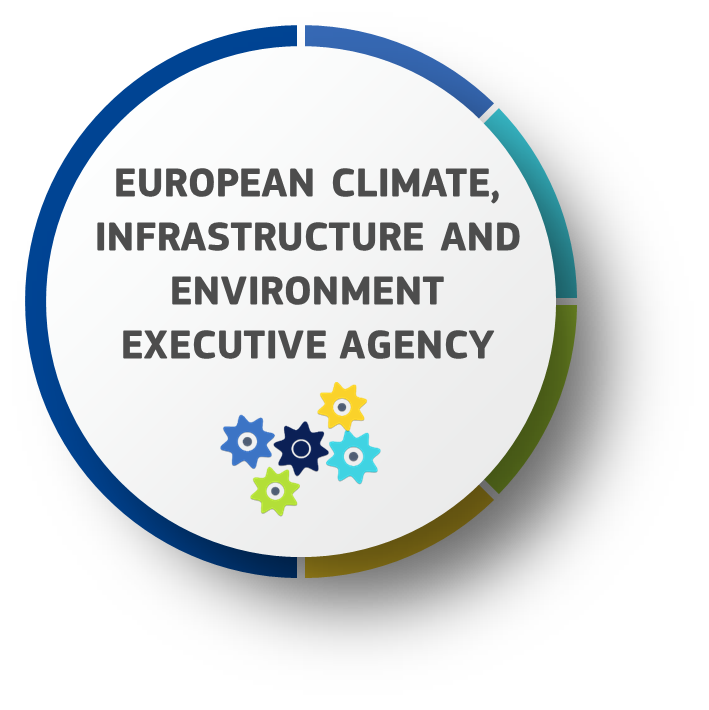 EUROPEAN CLIMATE,
INFRASTRUCTURE AND
ENVIRONMENT
EXECUTIVE AGENCY